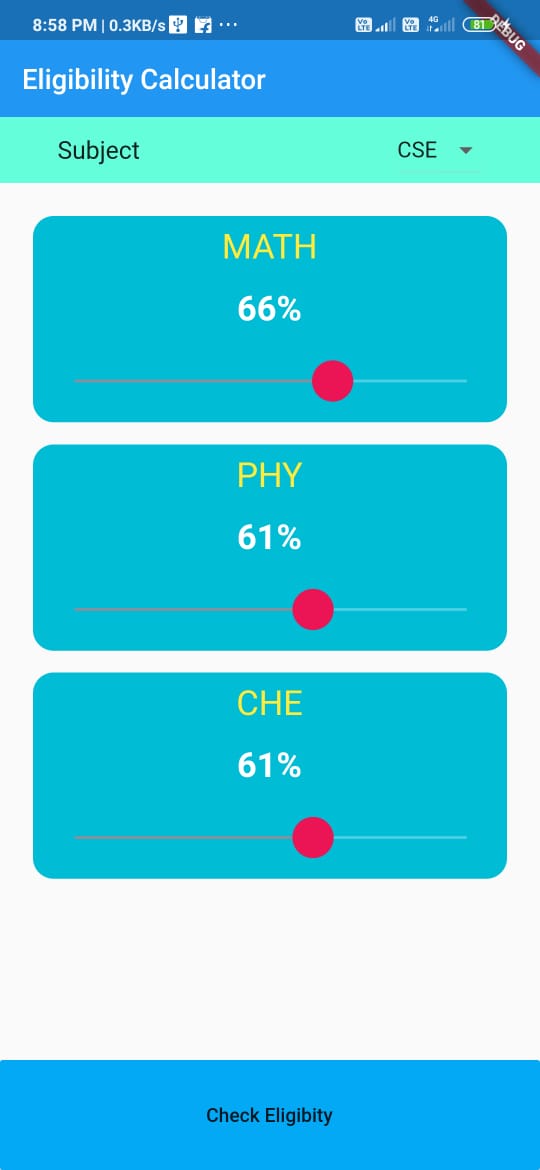 8:58 PM | 0.3KB/s ...
Vo LTE Vo LTE 4G 81
DEBUG
Eligibility Calculator
Subject CSE
MATH
66%
PHY
61%
CHE
61%
Check Eligibity